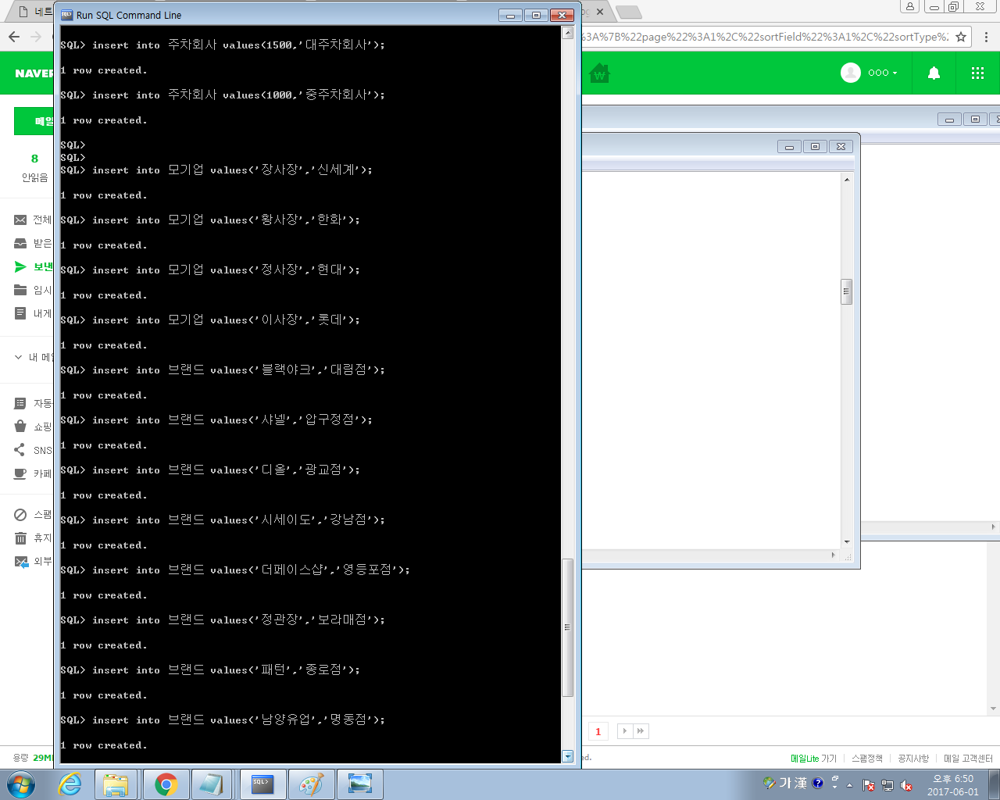 네트
Run SQL Command Line
%3A%7B%22page%22%3A1%2C%22sortField%22%3A1%2C%22sortType%2
NAVER
ooo
메일
8
안읽음
전체
받은
보낸
임시
내게
내 메일
자동
쇼핑
SNS
카페
스팸
휴지
외부
용량 29M
SQL> insert into 주차회사 values(1500,'대주차회사');
1 row created.
SQL> insert into 주차회사 values(1000,'중주차회사');
1 row created.
SQL>
SQL>
SQL> insert into 모기업 values('장사장','신세계');
1 row created.
SQL> insert into 모기업 values('황사장','한화');
1 row created.
SQL> insert into 모기업 values('정사장','현대');
1 row created.
SQL> insert into 모기업 values('이사장','롯데');
1 row created.
SQL> insert into 브랜드 values('블랙야크','대림점');
1 row created.
SQL> insert into 브랜드 values('샤넬','압구정점');
1 row created.
SQL> insert into 브랜드 values('디올','광교점');
1 row created.
SQL> insert into 브랜드 values('시세이도','강남점');
1 row created.
SQL> insert into 브랜드 values('더페이스샵','영등포점');
1 row created.
SQL> insert into 브랜드 values('정관장','보라매점');
1 row created.
SQL> insert into 브랜드 values('패턴','종로점');
1 row created.
SQL> insert into 브랜드 values('남양유업','명동점');
1 row created.
1
ed.
메일Lite 가기 스팸정책 공지사항 메일 고객센터
SQL>
가 漢
오후 6:50
2017-06-01